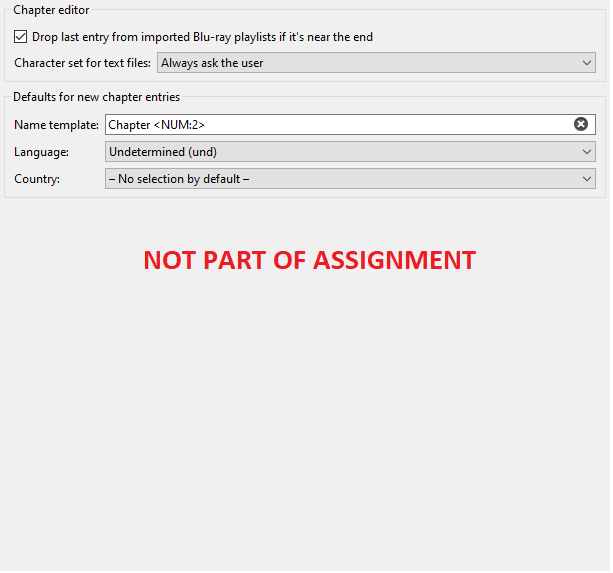 Chapter editor
Drop last entry from imported Blu-ray playlists if it's near the end
Character set for text files: Always ask the user
Defaults for new chapter entries
Name template: Chapter <NUM:2>
Language: Undetermined (und)
Country: – No selection by default –
NOT PART OF ASSIGNMENT